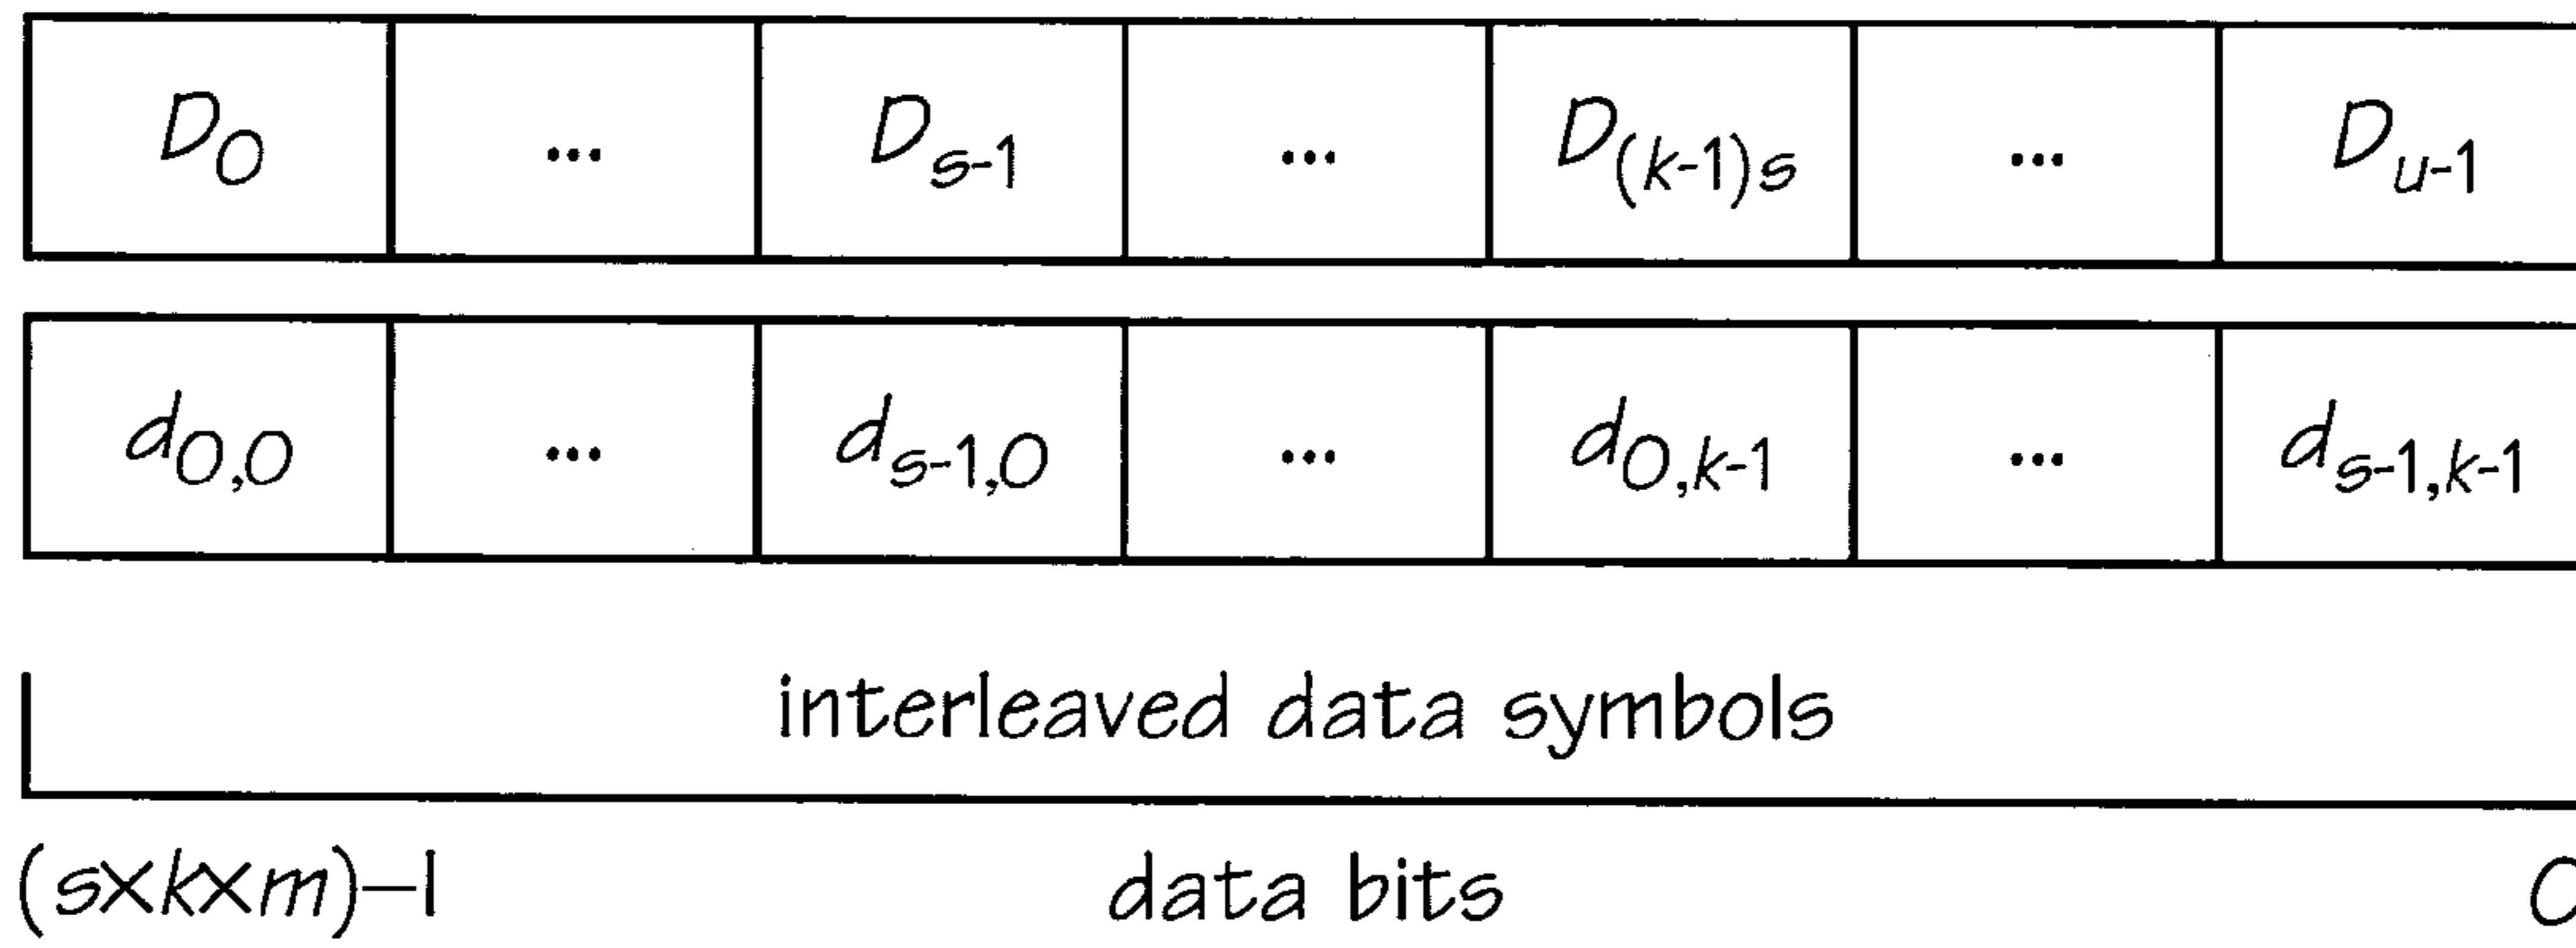 D0 ... Ds-1 ... D(k-1)s ... Du-1
d0,0 ... ds-1,0 ... d0,k-1 ... ds-1,k-1
interleaved data symbols
(s×k×m)–1 data bits 0